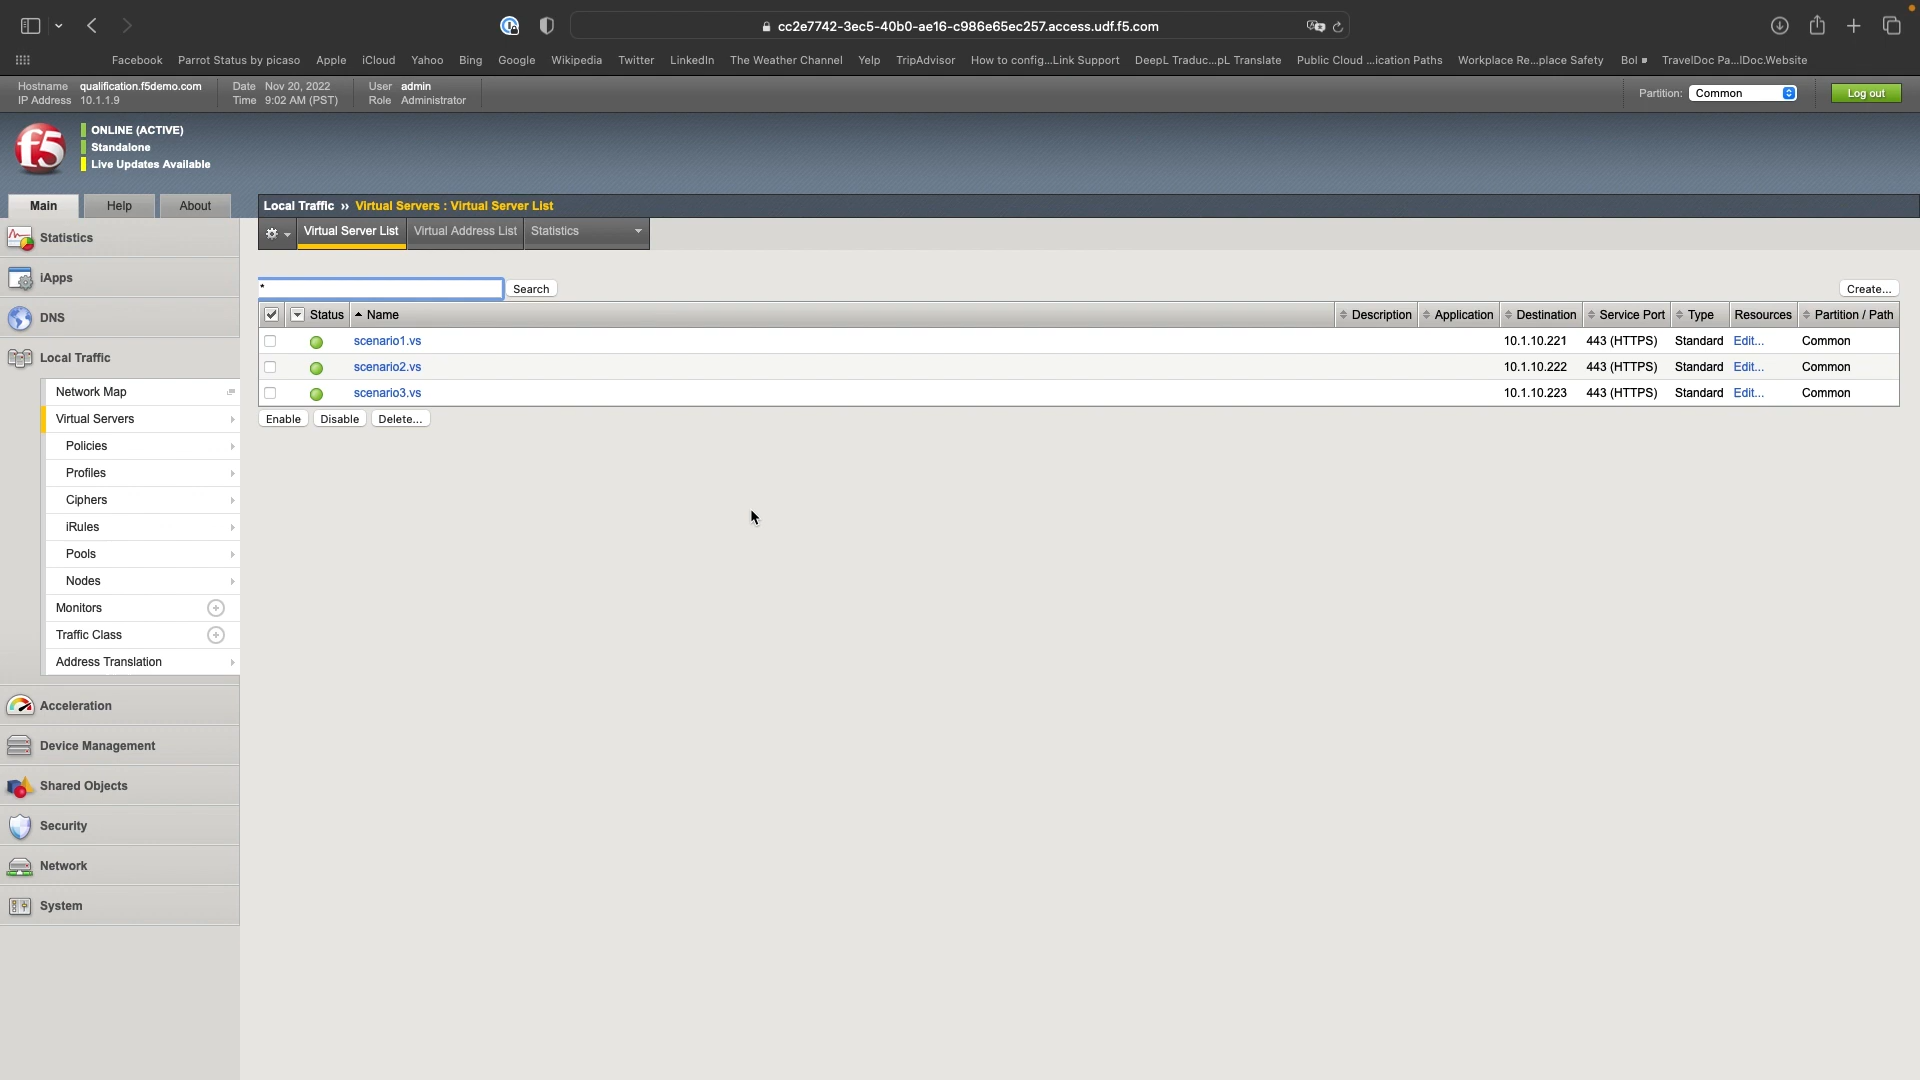 cc2e7742-3ec5-40b0-ae16-c986e65ec257.access.udf.f5.com
Facebook Parrot Status by picaso Apple iCloud Yahoo Bing Google Wikipedia Twitter LinkedIn The Weather Channel Yelp TripAdvisor How to config...Link Support DeepL Traduc...pL Translate Public Cloud ...ication Paths Workplace Re...place Safety Bol TravelDoc Pa...lDoc.Website
Hostname qualification.f5demo.com Date Nov 20, 2022 User admin
IP Address 10.1.1.9 Time 9:02 AM (PST) Role Administrator
Partition: Common Log out
f5
ONLINE (ACTIVE)
Standalone
Live Updates Available
Main Help About
Local Traffic ›› Virtual Servers : Virtual Server List
Virtual Server List Virtual Address List Statistics
Statistics
iApps
DNS
Local Traffic
Network Map
Virtual Servers
Policies
Profiles
Ciphers
iRules
Pools
Nodes
Monitors
Traffic Class
Address Translation
Acceleration
Device Management
Shared Objects
Security
Network
System
* Search Create...
Status Name Description Application Destination Service Port Type Resources Partition / Path
scenario1.vs 10.1.10.221 443 (HTTPS) Standard Edit... Common
scenario2.vs 10.1.10.222 443 (HTTPS) Standard Edit... Common
scenario3.vs 10.1.10.223 443 (HTTPS) Standard Edit... Common
Enable Disable Delete...